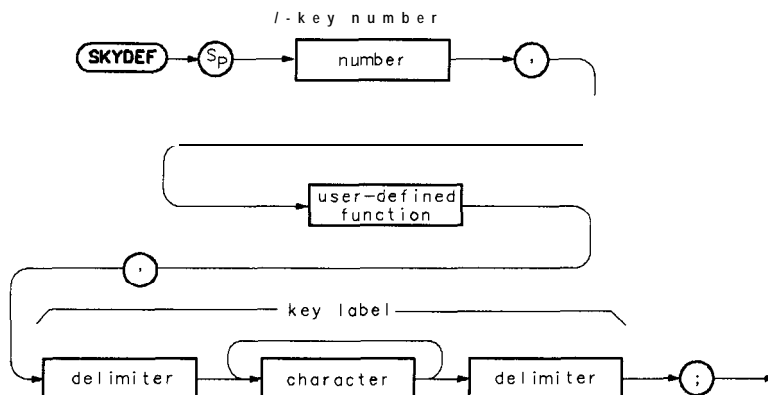 /-key number
SKYDEF Sp number ,
user-defined
function
,
key label
delimiter character delimiter ;